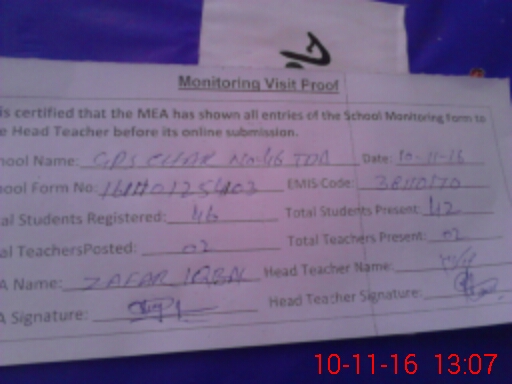 Monitoring Visit Proof
is certified that the MEA has shown all entries of the School Monitoring form to
e Head Teacher before its online submission.
hool Name: GPS CHAK No-46 TDA Date: 10-11-16
hool Form No: EMIS Code:
al Students Registered: 46 Total Students Present: 42
al TeachersPosted: 02 Total Teachers Present: 02
A Name: ZAFAR IQBAL Head Teacher Name:
A Signature: Head Teacher Signature:
10-11-16 13:07